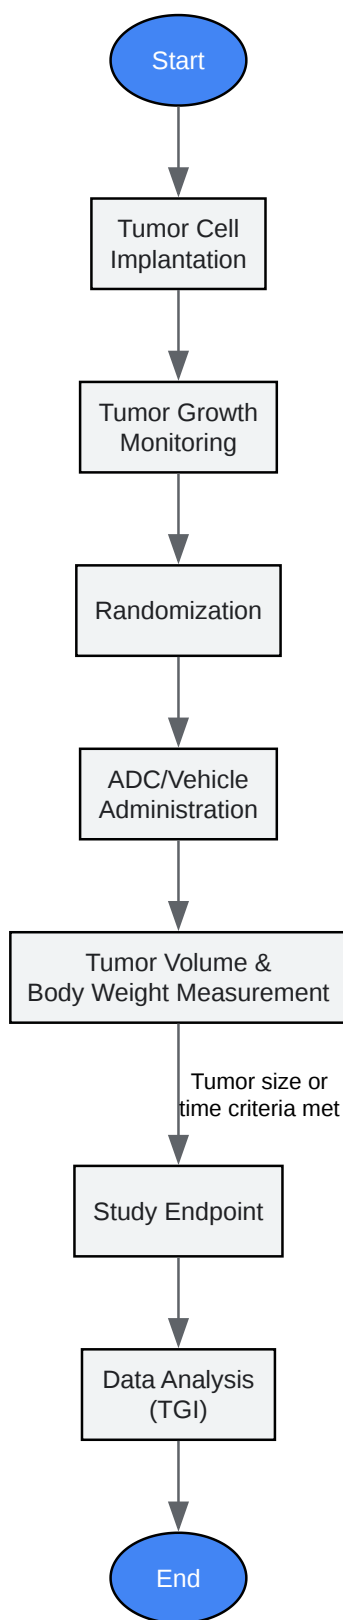 Start
Tumor Cell
Implantation
Tumor Growth
Monitoring
Randomization
ADC/Vehicle
Administration
Tumor Volume &
Body Weight Measurement
Tumor size or
time criteria met
Study Endpoint
Data Analysis
(TGI)
End